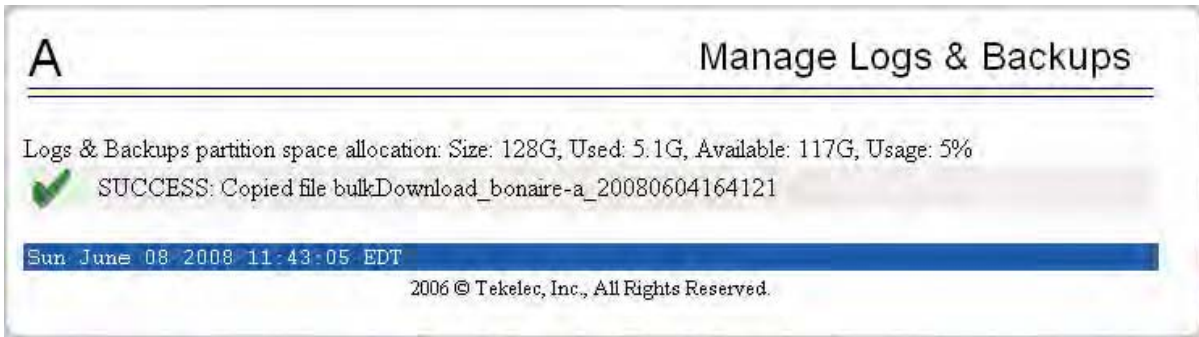 A
Manage Logs & Backups
Logs & Backups partition space allocation: Size: 128G, Used: 5.1G, Available: 117G, Usage: 5%
SUCCESS: Copied file bulkDownload_bonaire-a_20080604164121
Sun June 08 2008 11:43:05 EDT
2006 © Tekelec, Inc., All Rights Reserved.